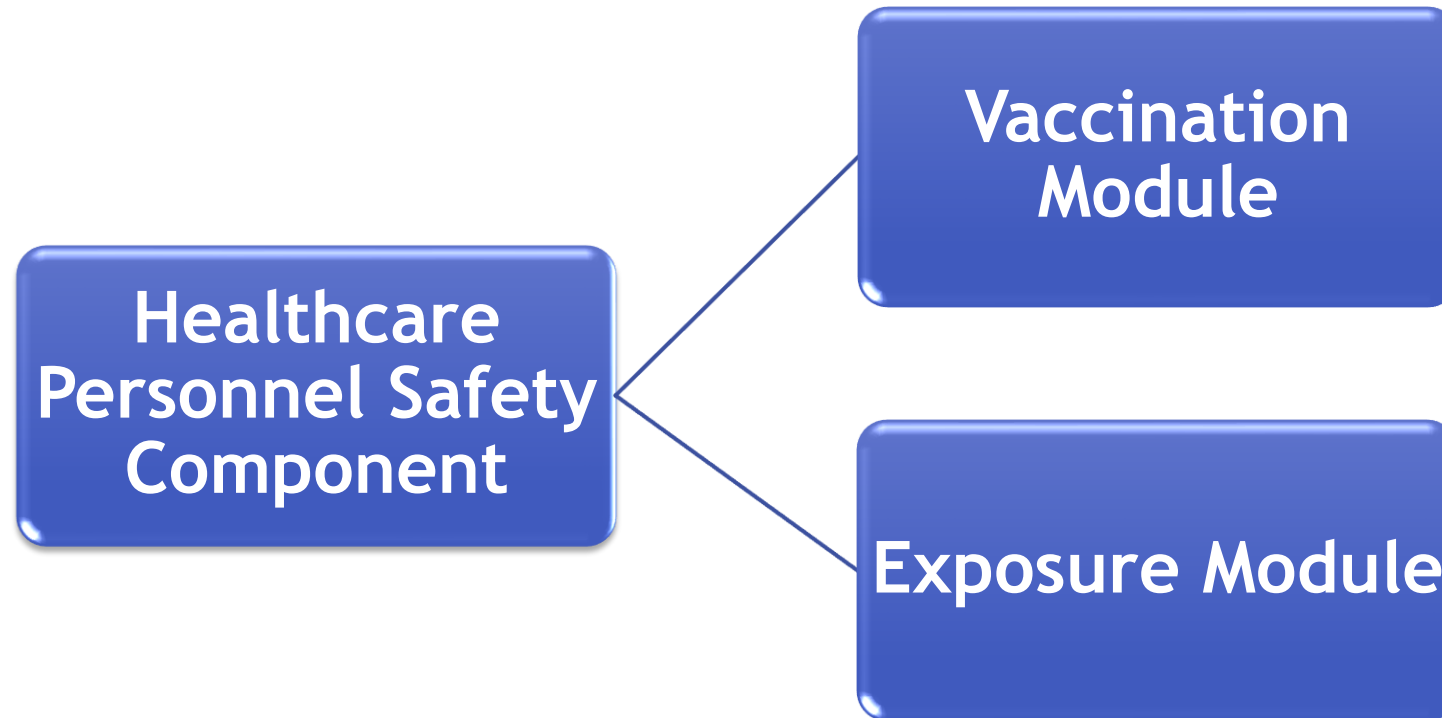 Healthcare
Personnel Safety
Component
Vaccination
Module
Exposure Module